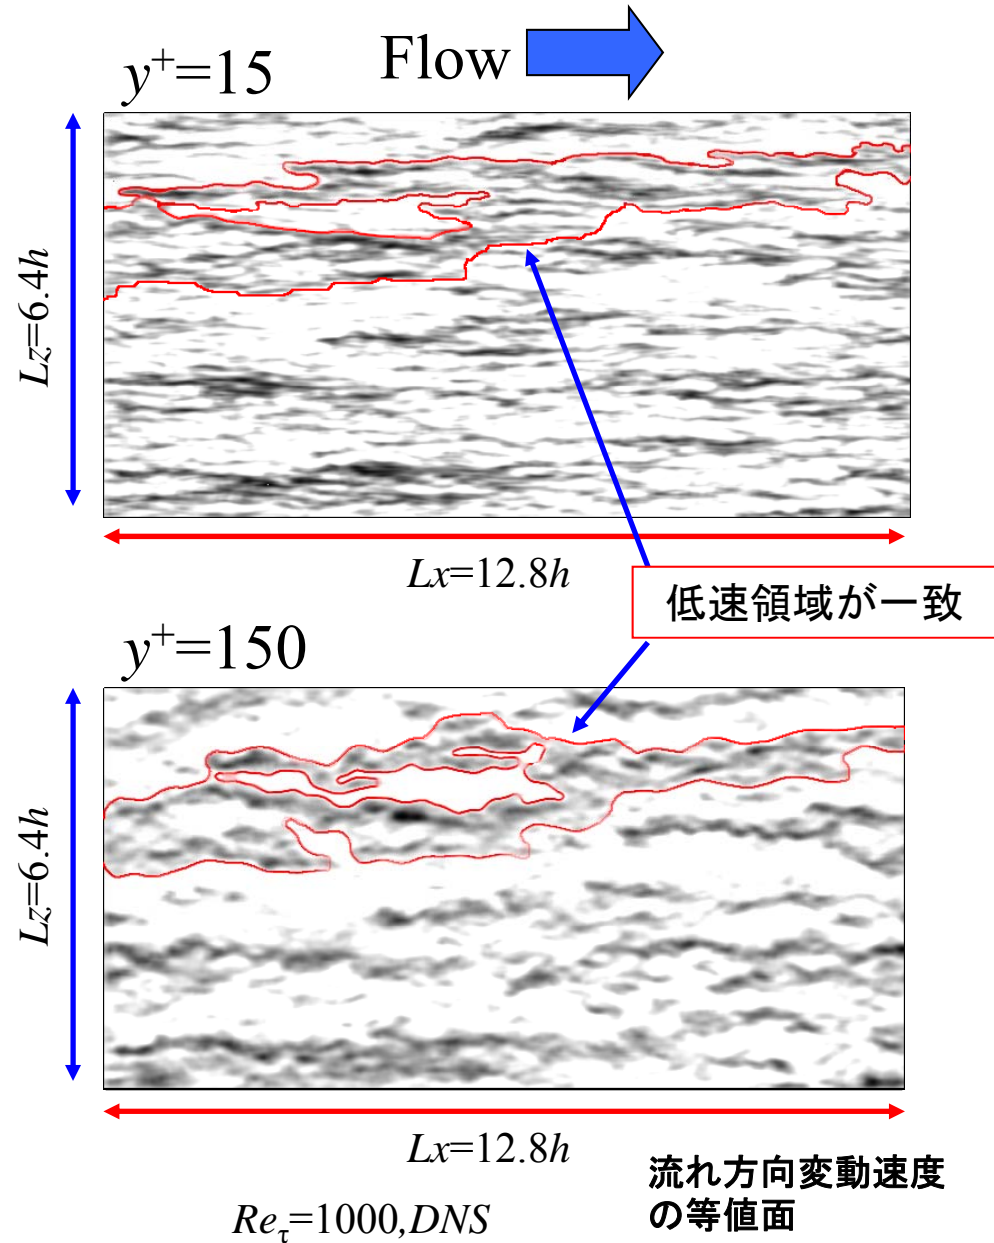 Flow
y⁺=15
Lz=6.4h
Lx=12.8h
低速領域が一致
y⁺=150
Lz=6.4h
Lx=12.8h
流れ方向変動速度
の等値面
Re_τ=1000,DNS